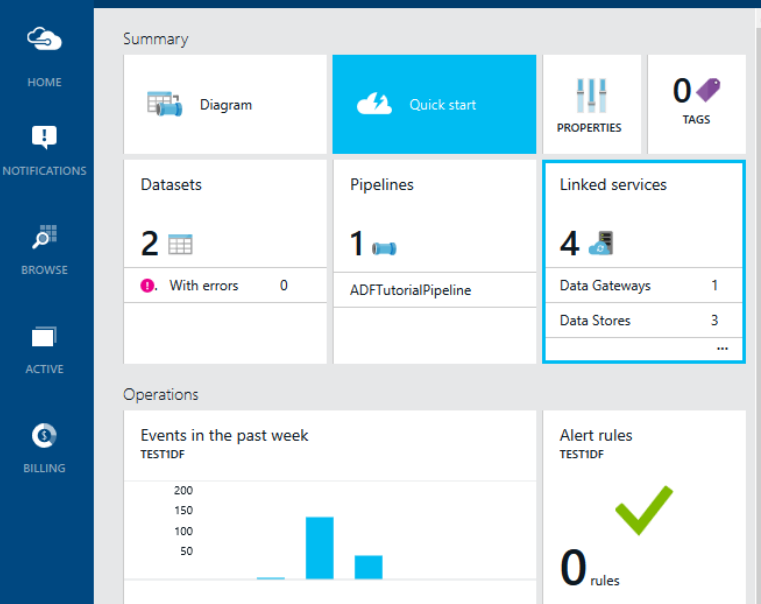 HOME
NOTIFICATIONS
BROWSE
ACTIVE
BILLING
Summary
Diagram
Quick start
PROPERTIES
0
TAGS
Datasets
2
With errors 0
Pipelines
1
ADFTutorialPipeline
Linked services
4
Data Gateways 1
Data Stores 3
...
Operations
Events in the past week
TEST1DF
200
150
100
50
Alert rules
TEST1DF
0 rules